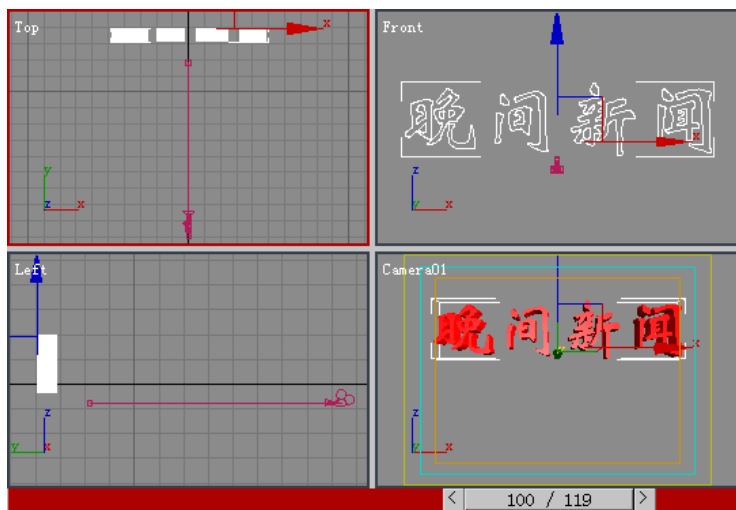 Top
x
y
z
x
Front
晚间新闻
x
z
y
x
Left
z
y
x
Camera01
晚间新闻
x
z
y
x
< 100 / 119 >